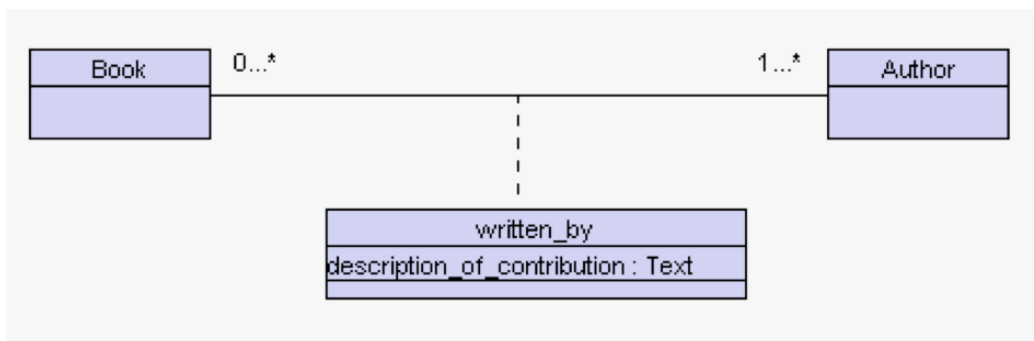 Book 0...* 1...* Author
written_by
description_of_contribution : Text